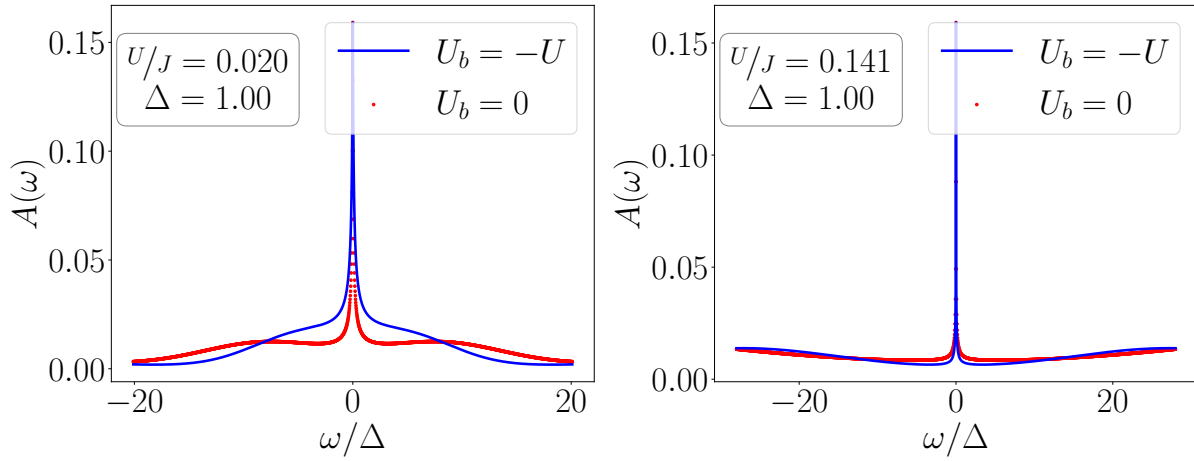 0.15
0.10
0.05
0.00
A(ω)
U/J = 0.020
Δ = 1.00
U_b = −U
U_b = 0
−20
0
20
ω/Δ
0.15
0.10
0.05
0.00
A(ω)
U/J = 0.141
Δ = 1.00
U_b = −U
U_b = 0
−20
0
20
ω/Δ